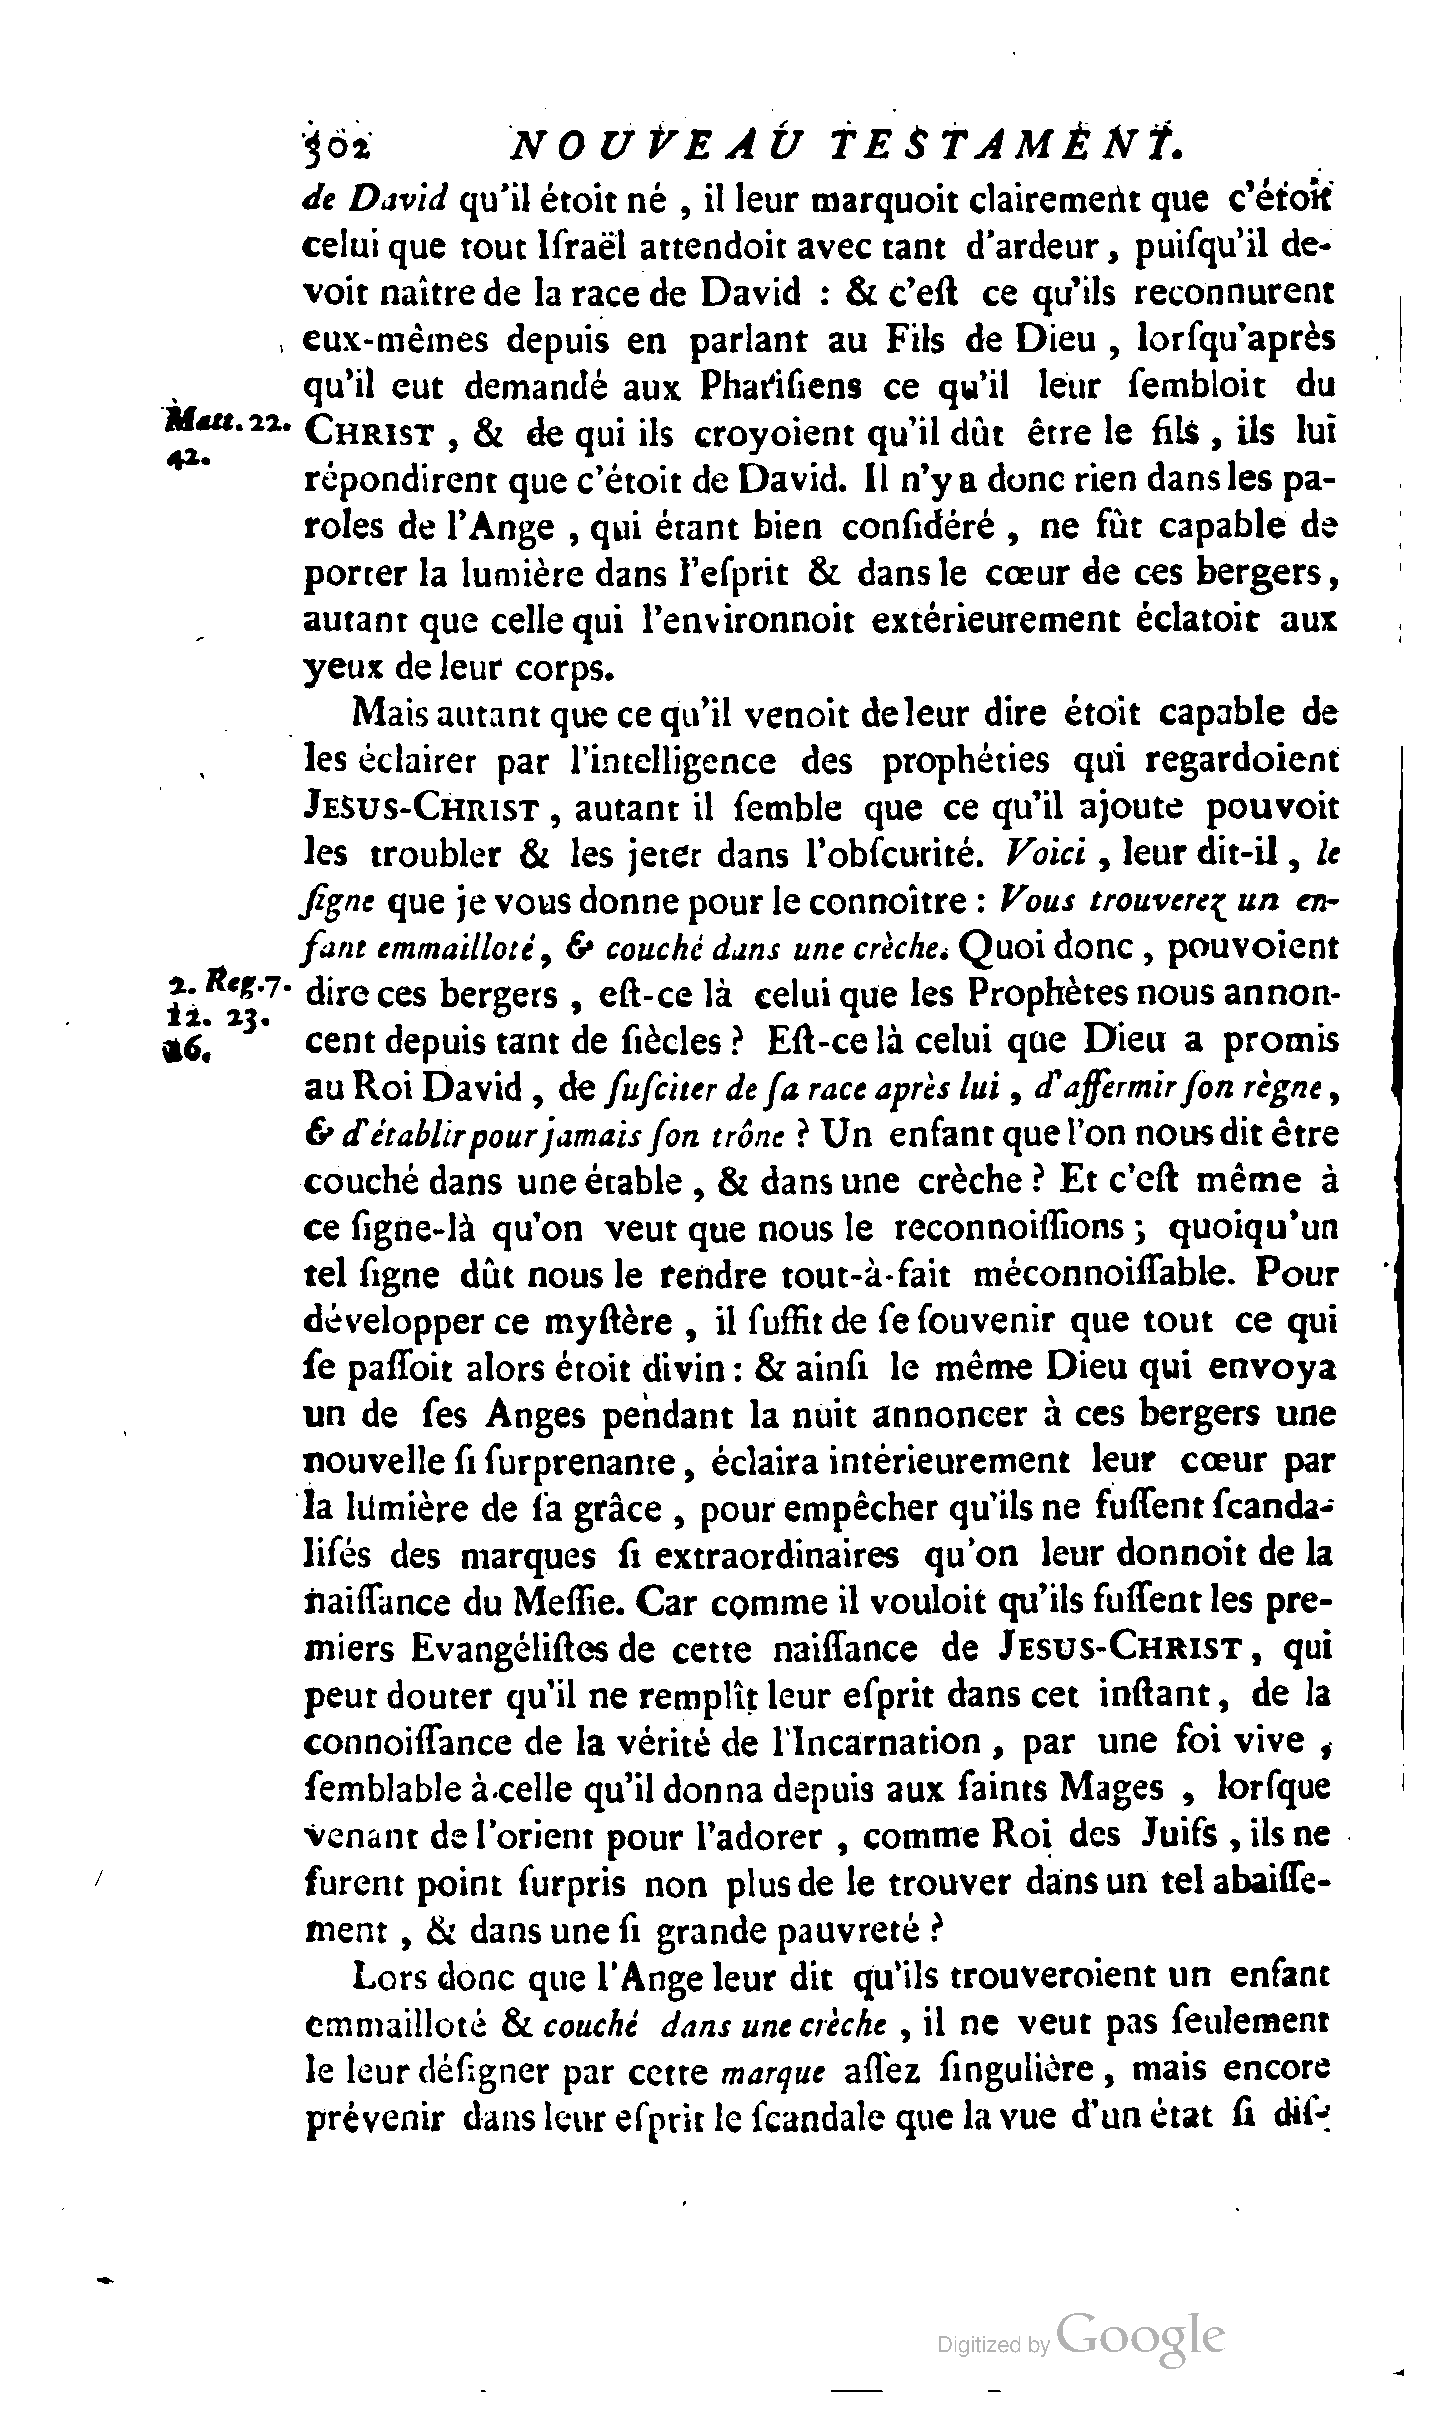 302 NOUVEAU TESTAMENT.
de David qu'il étoit né , il leur marquoit clairement que c'étoit
celui que tout Iſraël attendoit avec tant d'ardeur , puiſqu'il de-
voit naître de la race de David : & c'eſt ce qu'ils reconnurent
eux-mêmes depuis en parlant au Fils de Dieu , lorſqu'après
qu'il eut demandé aux Phariſiens ce qu'il leur ſembloit du
Matt. 22. CHRIST , & de qui ils croyoient qu'il dût être le fils , ils lui
42.
répondirent que c'étoit de David. Il n'y a donc rien dans les pa-
roles de l'Ange , qui étant bien conſidéré , ne fût capable de
porter la lumière dans l'eſprit & dans le cœur de ces bergers ,
autant que celle qui l'environnoit extérieurement éclatoit aux
yeux de leur corps.
Mais autant que ce qu'il venoit de leur dire étoit capable de
les éclairer par l'intelligence des prophéties qui regardoient
JESUS-CHRIST , autant il ſemble que ce qu'il ajoute pouvoit
les troubler & les jeter dans l'obſcurité. Voici , leur dit-il , le
ſigne que je vous donne pour le connoître : Vous trouverez un en-
fant emmailloté , & couché dans une crèche. Quoi donc , pouvoient
2. Reg. 7. dire ces bergers , eſt-ce là celui que les Prophètes nous annon-
12. 23.
26. cent depuis tant de ſiècles ? Eſt-ce là celui que Dieu a promis
au Roi David , de ſuſciter de ſa race après lui , d'affermir ſon règne ,
& d'établir pour jamais ſon trône ? Un enfant que l'on nous dit être
couché dans une étable , & dans une crèche ? Et c'eſt même à
ce ſigne-là qu'on veut que nous le reconnoiſſions ; quoiqu'un
tel ſigne dût nous le rendre tout-à-fait méconnoiſſable. Pour
développer ce myſtère , il ſuffit de ſe ſouvenir que tout ce qui
ſe paſſoit alors étoit divin : & ainſi le même Dieu qui envoya
un de ſes Anges pendant la nuit annoncer à ces bergers une
nouvelle ſi ſurprenante , éclaira intérieurement leur cœur par
la lumière de ſa grâce , pour empêcher qu'ils ne fuſſent ſcanda-
liſés des marques ſi extraordinaires qu'on leur donnoit de la
naiſſance du Meſſie. Car comme il vouloit qu'ils fuſſent les pre-
miers Evangéliſtes de cette naiſſance de JESUS-CHRIST , qui
peut douter qu'il ne remplît leur eſprit dans cet inſtant , de la
connoiſſance de la vérité de l'Incarnation , par une foi vive ,
ſemblable à celle qu'il donna depuis aux ſaints Mages , lorſque
venant de l'orient pour l'adorer , comme Roi des Juifs , ils ne
furent point ſurpris non plus de le trouver dans un tel abaiſſe-
ment , & dans une ſi grande pauvreté ?
Lors donc que l'Ange leur dit qu'ils trouveroient un enfant
emmailloté & couché dans une crèche , il ne veut pas ſeulement
le leur déſigner par cette marque aſſez ſingulière , mais encore
prévenir dans leur eſprit le ſcandale que la vue d'un état ſi diſ-
Digitized by Google